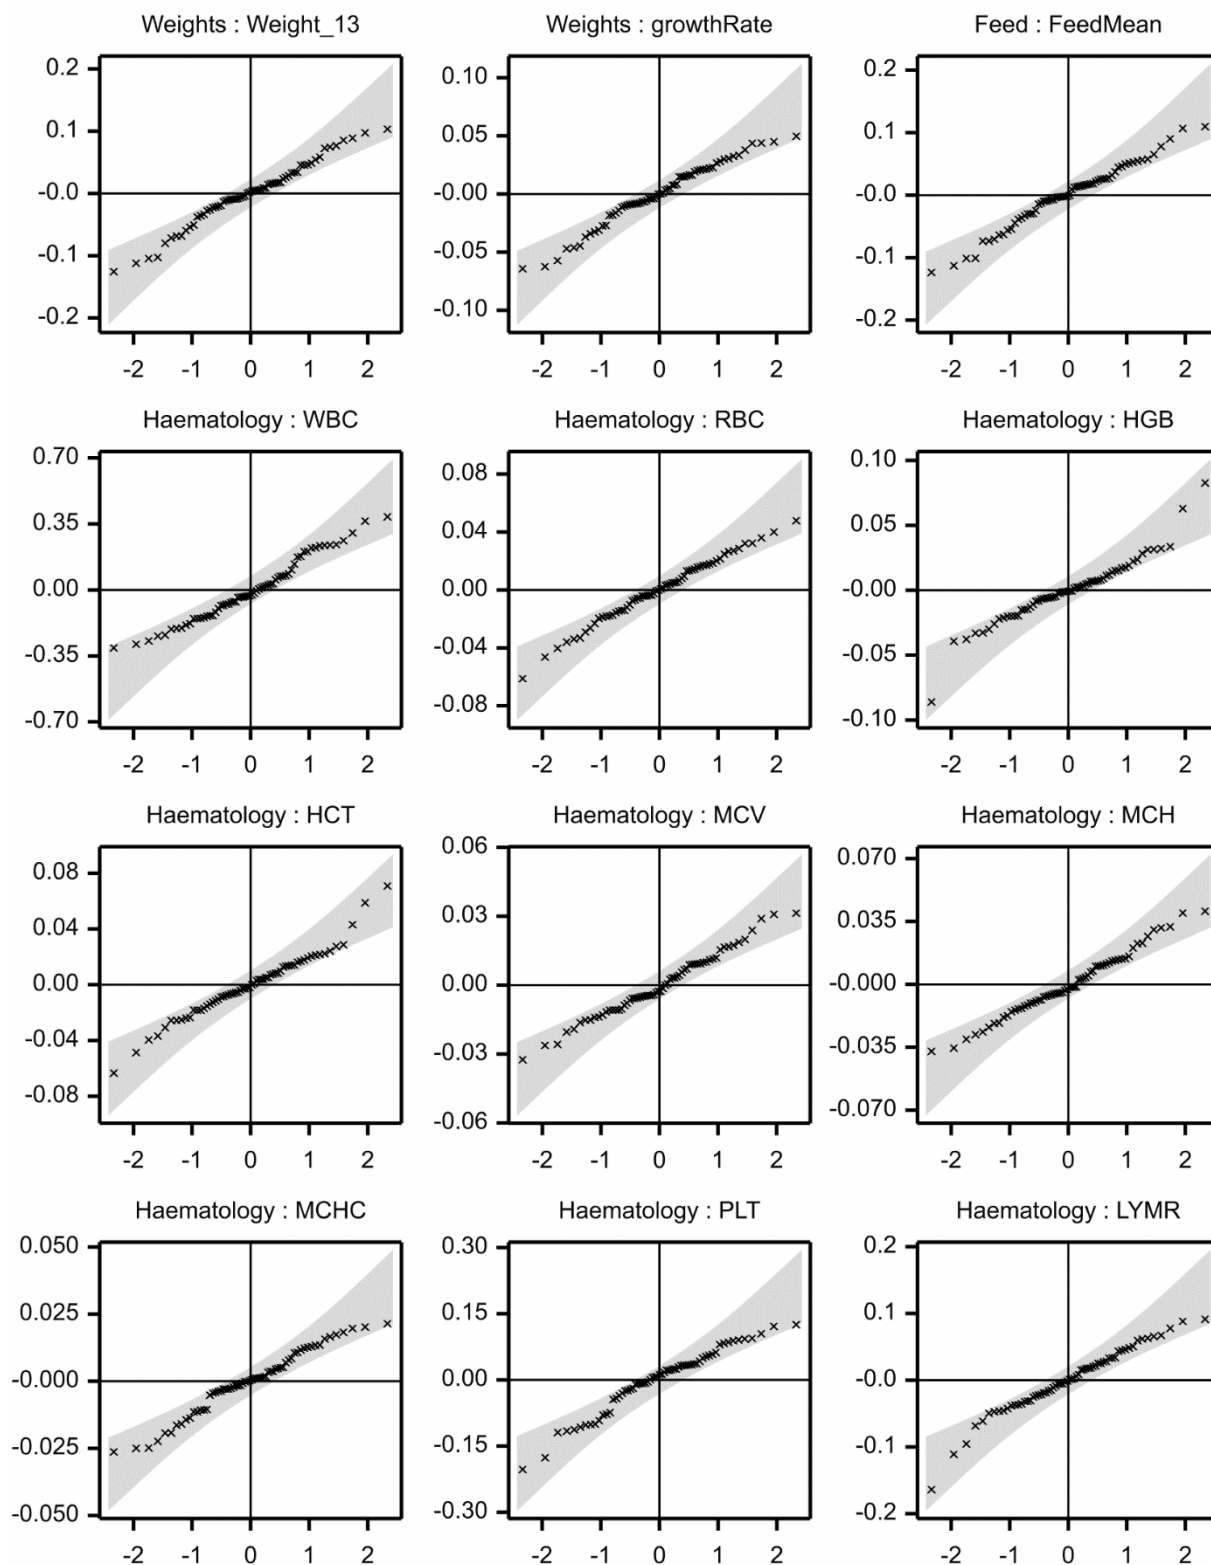 Weights : Weight_13
0.2
0.1
-0.0
-0.1
-0.2
-2 -1 0 1 2
Weights : growthRate
0.10
0.05
-0.00
-0.05
-0.10
-2 -1 0 1 2
Feed : FeedMean
0.2
0.1
-0.0
-0.1
-0.2
-2 -1 0 1 2
Haematology : WBC
0.70
0.35
0.00
-0.35
-0.70
-2 -1 0 1 2
Haematology : RBC
0.08
0.04
0.00
-0.04
-0.08
-2 -1 0 1 2
Haematology : HGB
0.10
0.05
-0.00
-0.05
-0.10
-2 -1 0 1 2
Haematology : HCT
0.08
0.04
0.00
-0.04
-0.08
-2 -1 0 1 2
Haematology : MCV
0.06
0.03
0.00
-0.03
-0.06
-2 -1 0 1 2
Haematology : MCH
0.070
0.035
-0.000
-0.035
-0.070
-2 -1 0 1 2
Haematology : MCHC
0.050
0.025
-0.000
-0.025
-0.050
-2 -1 0 1 2
Haematology : PLT
0.30
0.15
0.00
-0.15
-0.30
-2 -1 0 1 2
Haematology : LYMR
0.2
0.1
-0.0
-0.1
-0.2
-2 -1 0 1 2